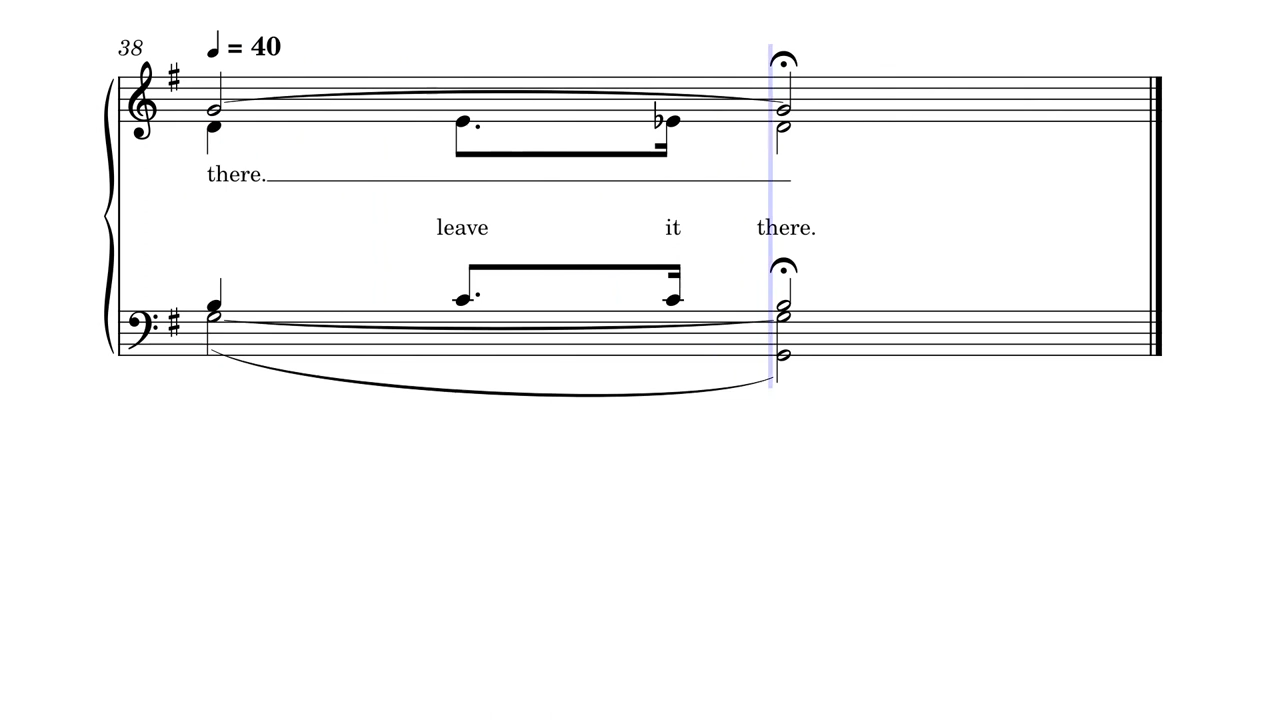 38
♩ = 40
there.
leave it there.